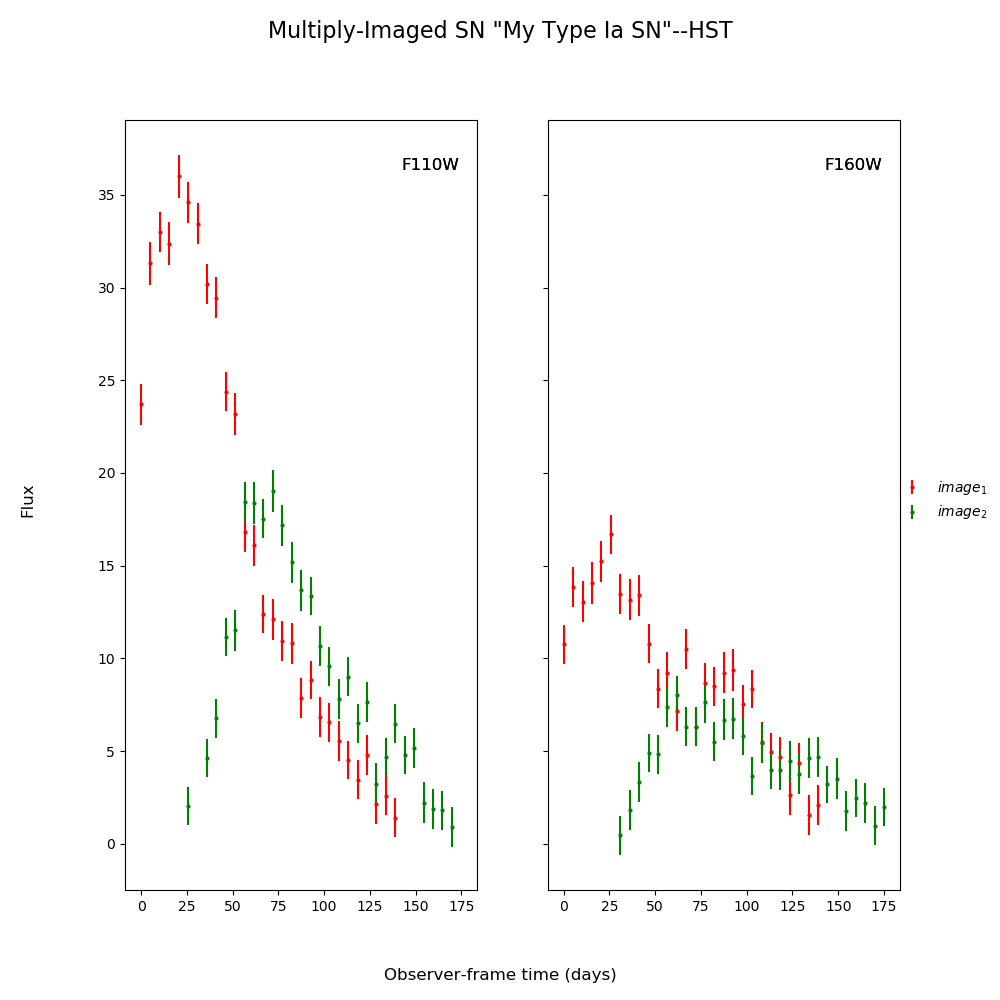 Multiply-Imaged SN "My Type Ia SN"--HST
F110W
F160W
35
30
25
20
15
10
5
0
Flux
image1
image2
0 25 50 75 100 125 150 175
0 25 50 75 100 125 150 175
Observer-frame time (days)